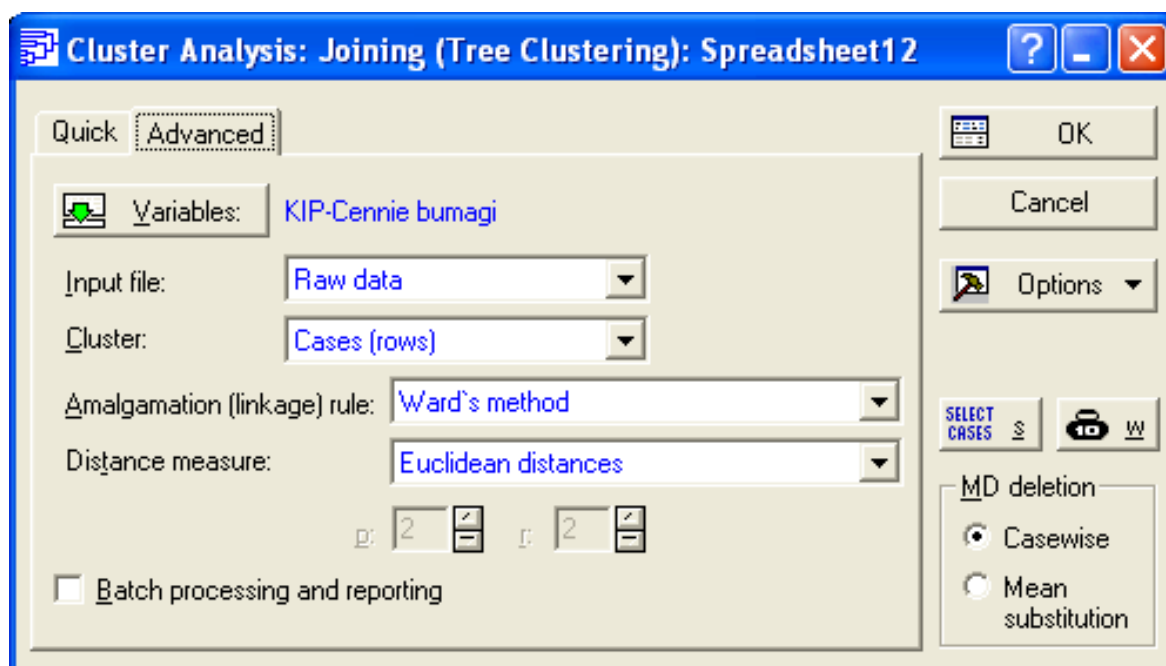 Cluster Analysis: Joining (Tree Clustering): Spreadsheet12
Quick Advanced
OK
Variables: KIP-Cennie bumagi
Cancel
Input file: Raw data
Options
Cluster: Cases (rows)
Amalgamation (linkage) rule: Ward`s method
SELECT CASES S
W
Distance measure: Euclidean distances
MD deletion
p: 2 r: 2
Casewise
Batch processing and reporting
Mean
substitution